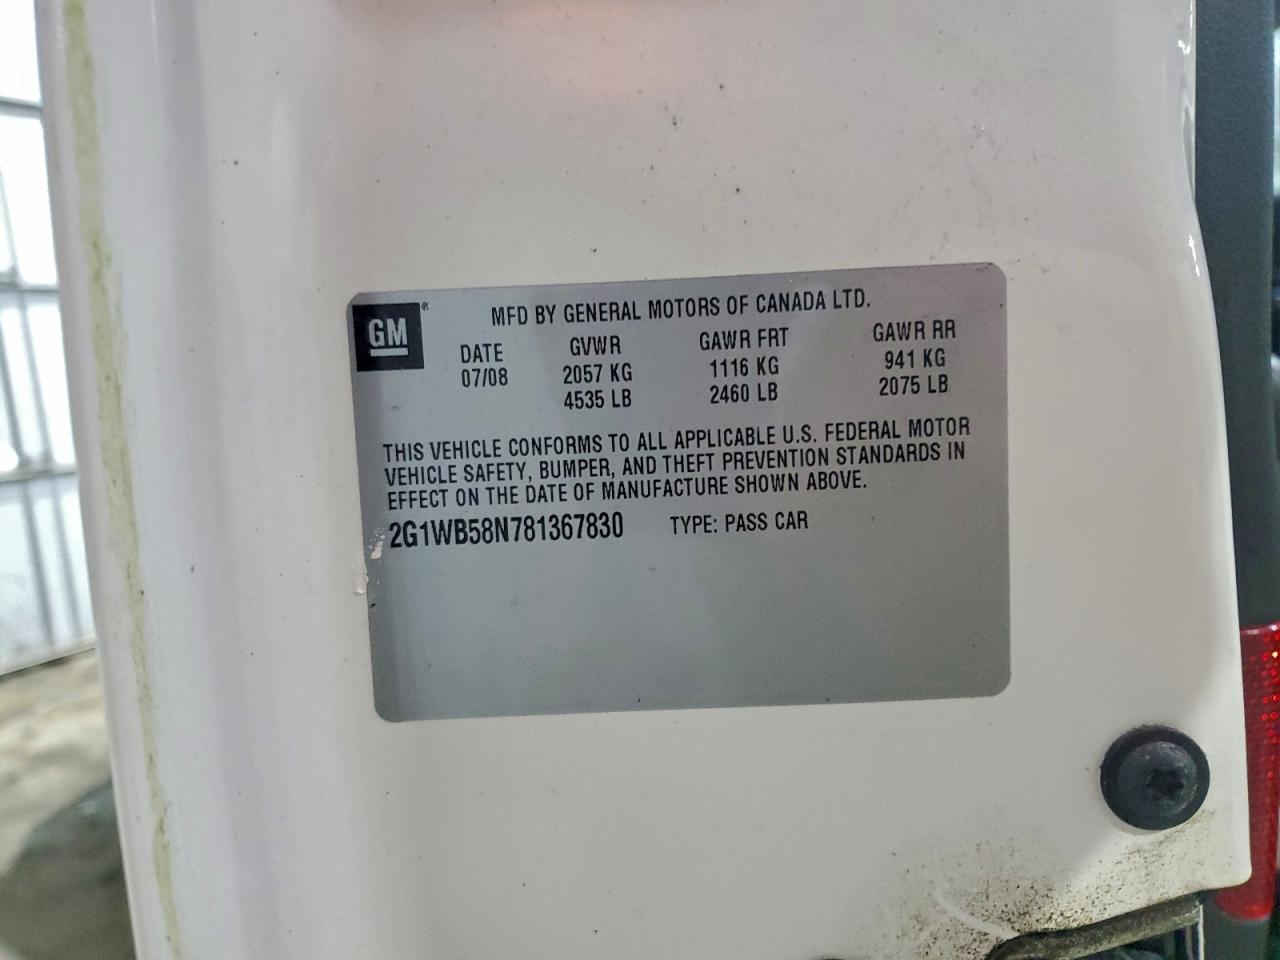 GM®
MFD BY GENERAL MOTORS OF CANADA LTD.
DATE GVWR GAWR FRT GAWR RR
07/08 2057 KG 1116 KG 941 KG
4535 LB 2460 LB 2075 LB
THIS VEHICLE CONFORMS TO ALL APPLICABLE U.S. FEDERAL MOTOR
VEHICLE SAFETY, BUMPER, AND THEFT PREVENTION STANDARDS IN
EFFECT ON THE DATE OF MANUFACTURE SHOWN ABOVE.
2G1WB58N781367830 TYPE: PASS CAR